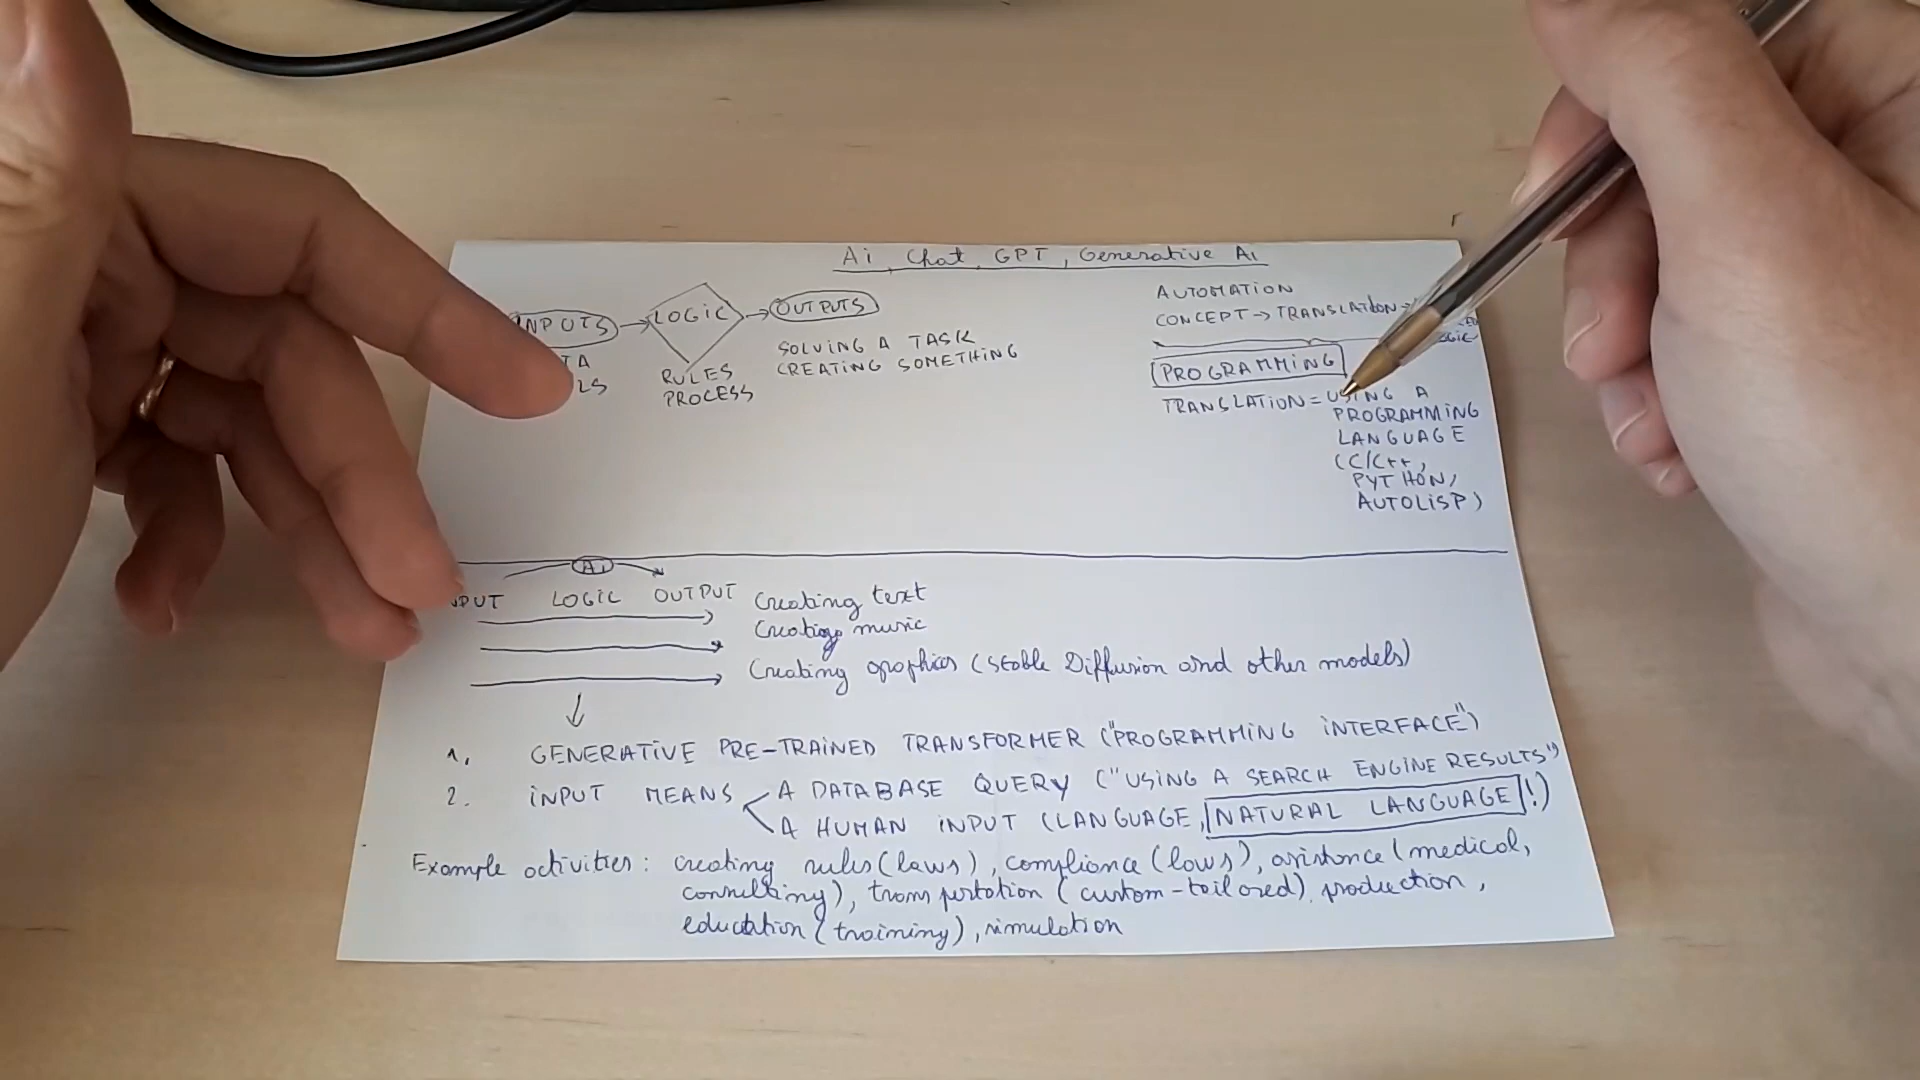 Ai, Chat GPT, Generative Ai
INPUTS LOGIC OUTPUTS
RULES
PROCESS
SOLVING A TASK
CREATING SOMETHING
AUTOMATION
CONCEPT → TRANSLATION →
PROGRAMMING
TRANSLATION = USING A
PROGRAMMING
LANGUAGE
(C/C++,
PYTHON,
AUTOLISP)
Ai
LOGIC OUTPUT
Creating text
Creating music
Creating graphics (Stable Diffusion and other models)
1. GENERATIVE PRE-TRAINED TRANSFORMER ("PROGRAMMING INTERFACE")
2. INPUT MEANS A DATABASE QUERY ("USING A SEARCH ENGINE RESULTS")
A HUMAN INPUT (LANGUAGE, NATURAL LANGUAGE!)
Example activities: creating rules (laws), compliance (laws), assistance (medical,
consulting), transportation (custom-tailored), production,
education (training), simulation